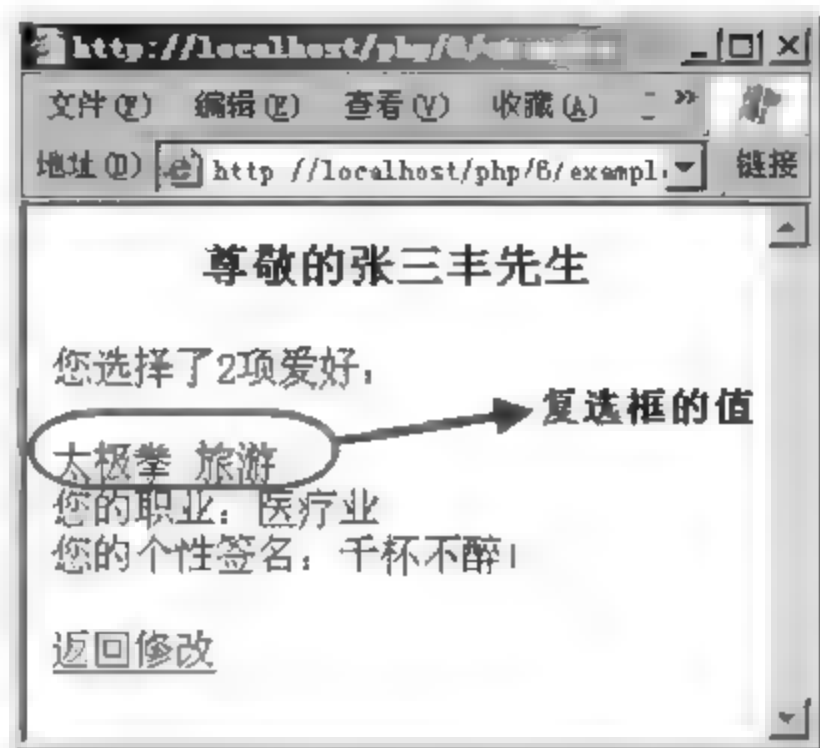 http://localhost/php/6/
文件(F) 编辑(E) 查看(V) 收藏(A) »
地址(D) http //localhost/php/6/exampl 链接
尊敬的张三丰先生
您选择了2项爱好:
复选框的值
太极拳 旅游
您的职业：医疗业
您的个性签名：千杯不醉!
返回修改